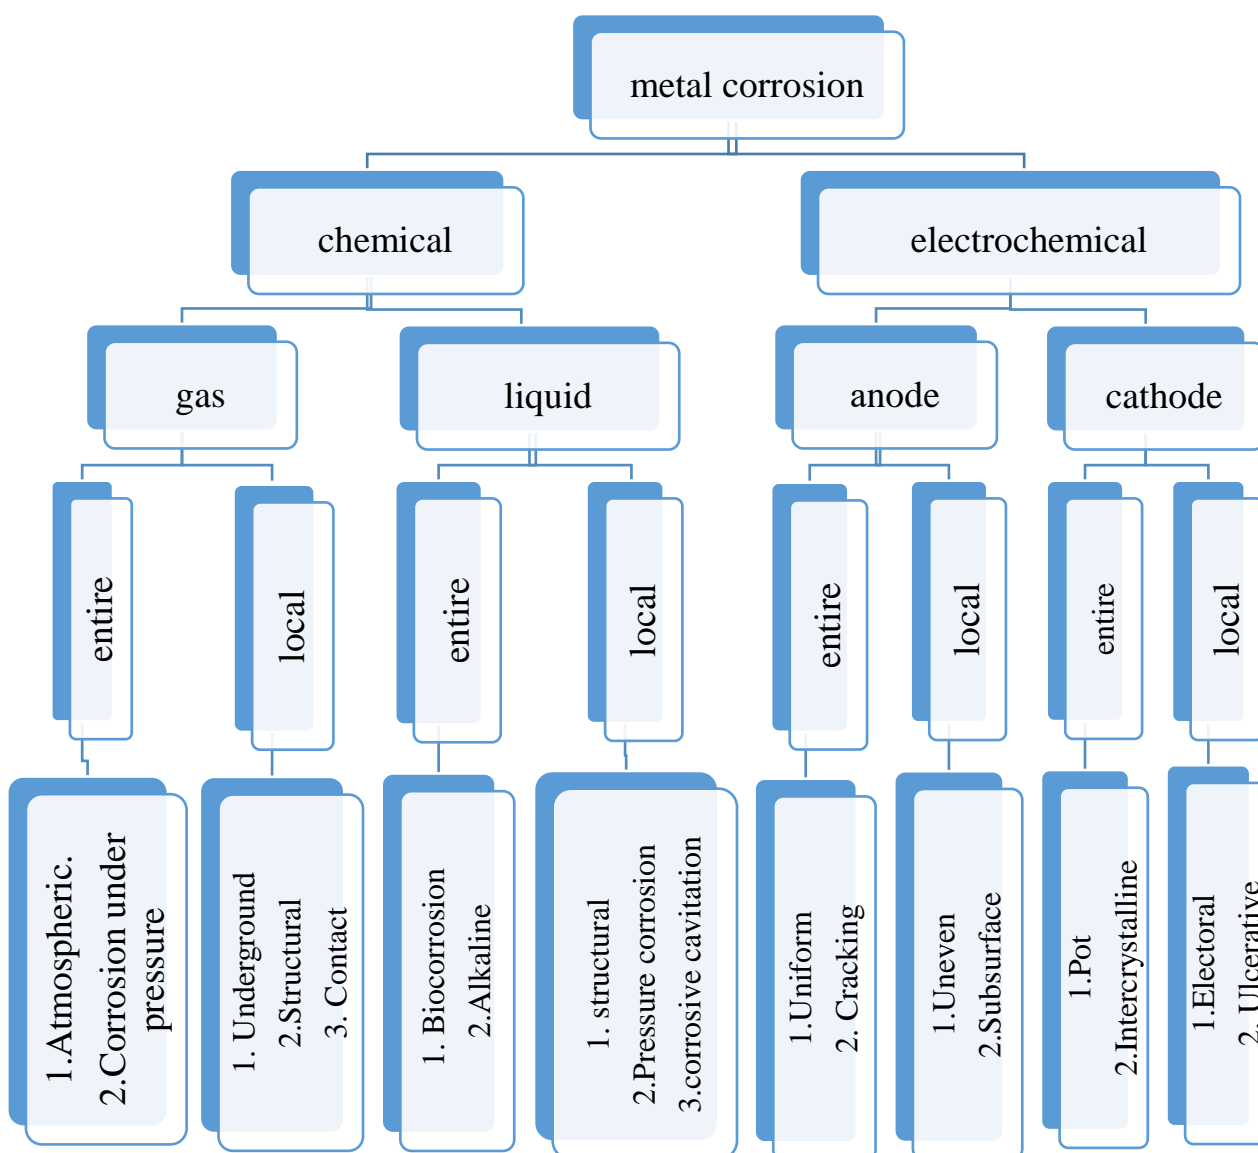 metal corrosion
chemical
electrochemical
gas
liquid
anode
cathode
entire
local
entire
local
entire
local
entire
local
1.Atmospheric.
2.Corrosion under
pressure
1. Underground
2.Structural
3. Contact
1. Biocorrosion
2.Alkaline
1. structural
2.Pressure corrosion
3.corrosive cavitation
1.Uniform
2. Cracking
1.Uneven
2.Subsurface
1.Pot
2.Intercrystalline
1.Electoral
2. Ulcerative